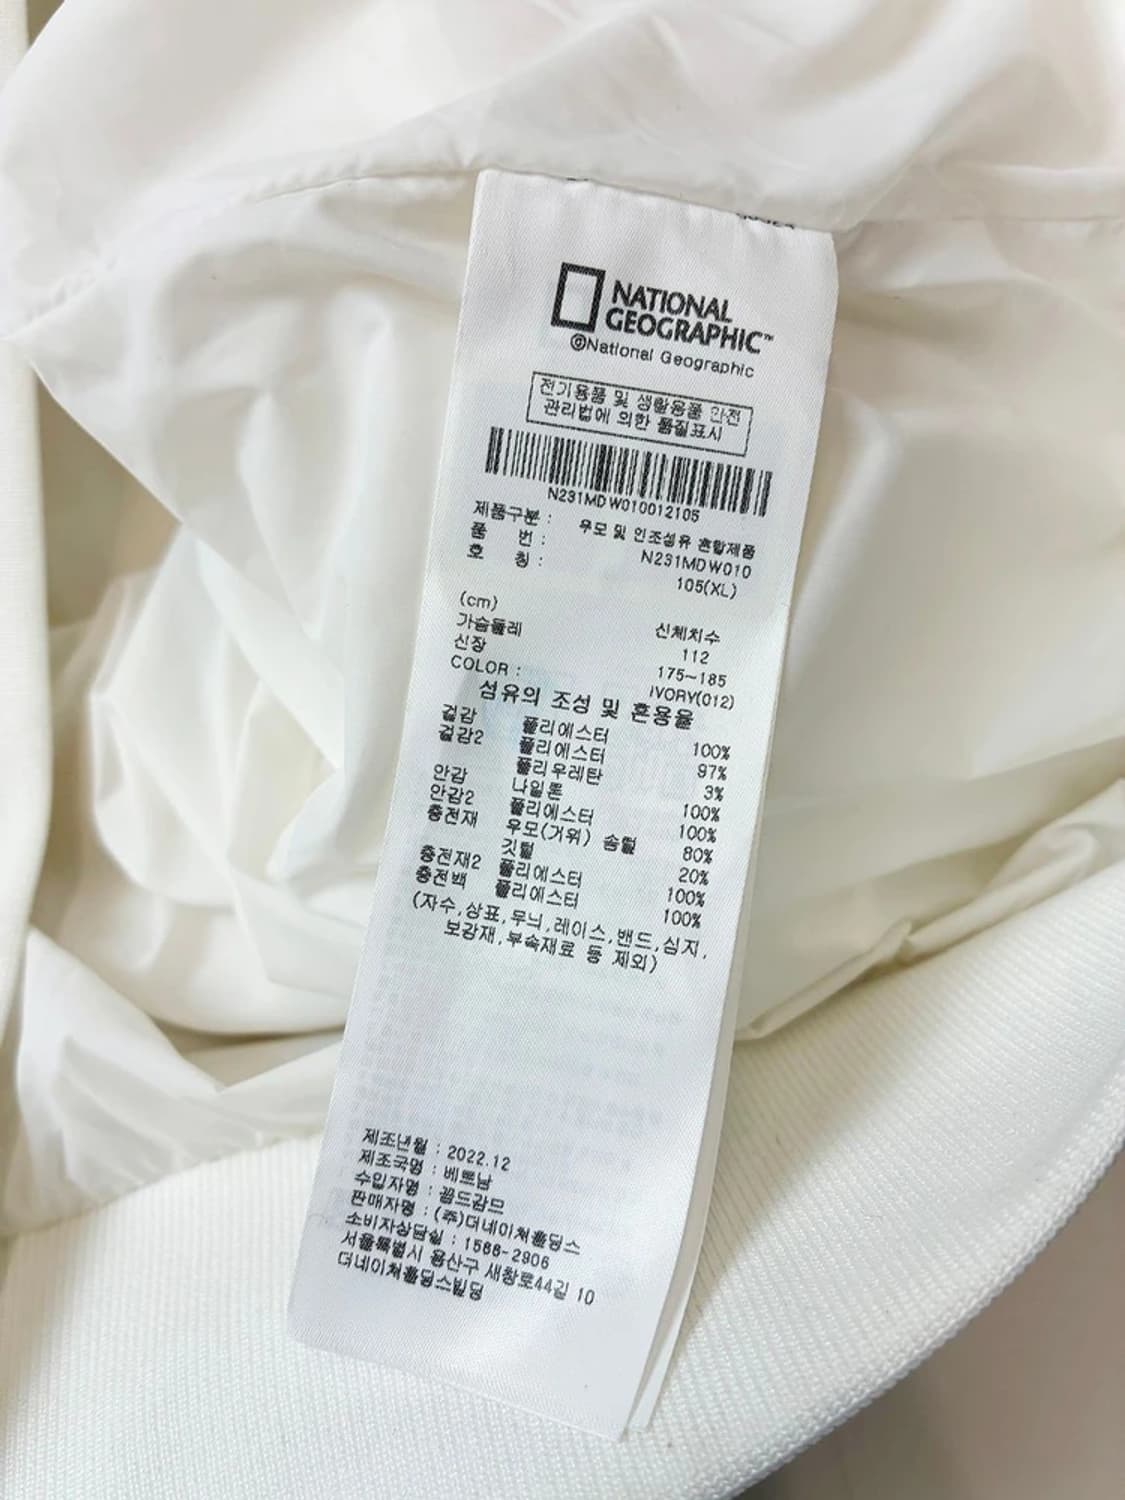 NATIONAL
GEOGRAPHIC™
©National Geographic
전기용품 및 생활용품 안전
관리법에 의한 품질표시
N231MDW010012105
제품구분 : 우모 및 인조섬유 혼합제품
품 번 : N231MDW010
호 칭 : 105(XL)
(cm) 신체치수
가슴둘레 112
신장 175~185
COLOR : IVORY(012)
섬유의 조성 및 혼용율
겉감 폴리에스터 100%
겉감2 폴리에스터 97%
폴리우레탄 3%
안감 나일론 100%
안감2 폴리에스터 100%
충전재 우모(거위) 솜털 80%
깃털 20%
충전재2 폴리에스터 100%
충전백 폴리에스터 100%
(자수,상표,무늬,레이스,밴드,심지,
보강재,부속재료 등 제외)
제조년월 : 2022.12
제조국명 : 베트남
수입자명 : 골드감므
판매자명 : (주)더네이쳐홀딩스
소비자상담실 : 1588-2906
서울특별시 용산구 새창로44길 10
더네이쳐홀딩스빌딩